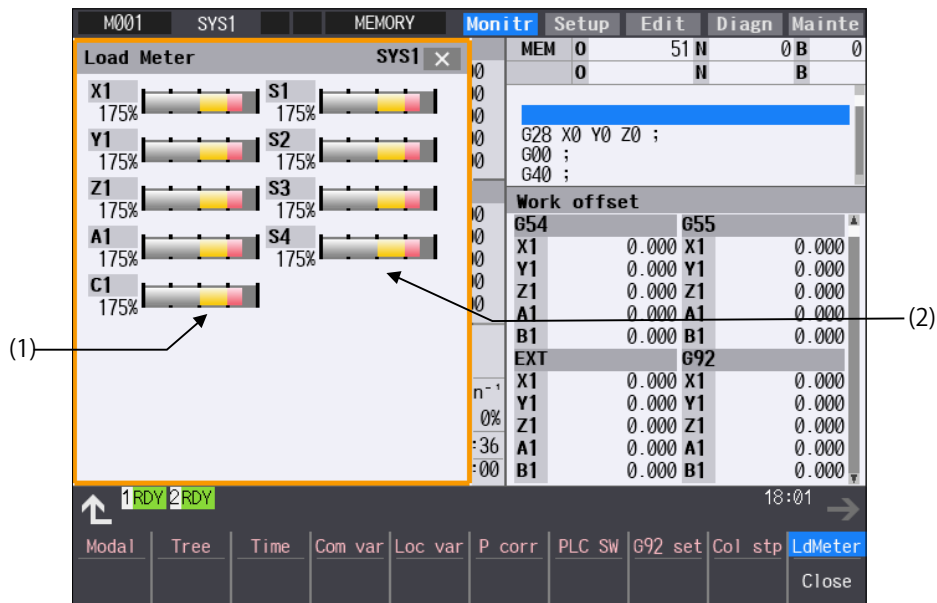 M001 SYS1 MEMORY Monitr Setup Edit Diagn Mainte
Load Meter SYS1 ×
X1 175% S1 175%
Y1 175% S2 175%
Z1 175% S3 175%
A1 175% S4 175%
C1 175%
(1)
(2)
MEM O 51 N 0 B 0
O N B
G28 X0 Y0 Z0 ;
G00 ;
G40 ;
Work offset
G54 G55
X1 0.000 X1 0.000
Y1 0.000 Y1 0.000
Z1 0.000 Z1 0.000
A1 0.000 A1 0.000
B1 0.000 B1 0.000
EXT G92
X1 0.000 X1 0.000
Y1 0.000 Y1 0.000
Z1 0.000 Z1 0.000
A1 0.000 A1 0.000
B1 0.000 B1 0.000
0%
:36
:00
1 RDY 2 RDY 18:01
Modal Tree Time Com var Loc var P corr PLC SW G92 set Col stp LdMeter
Close